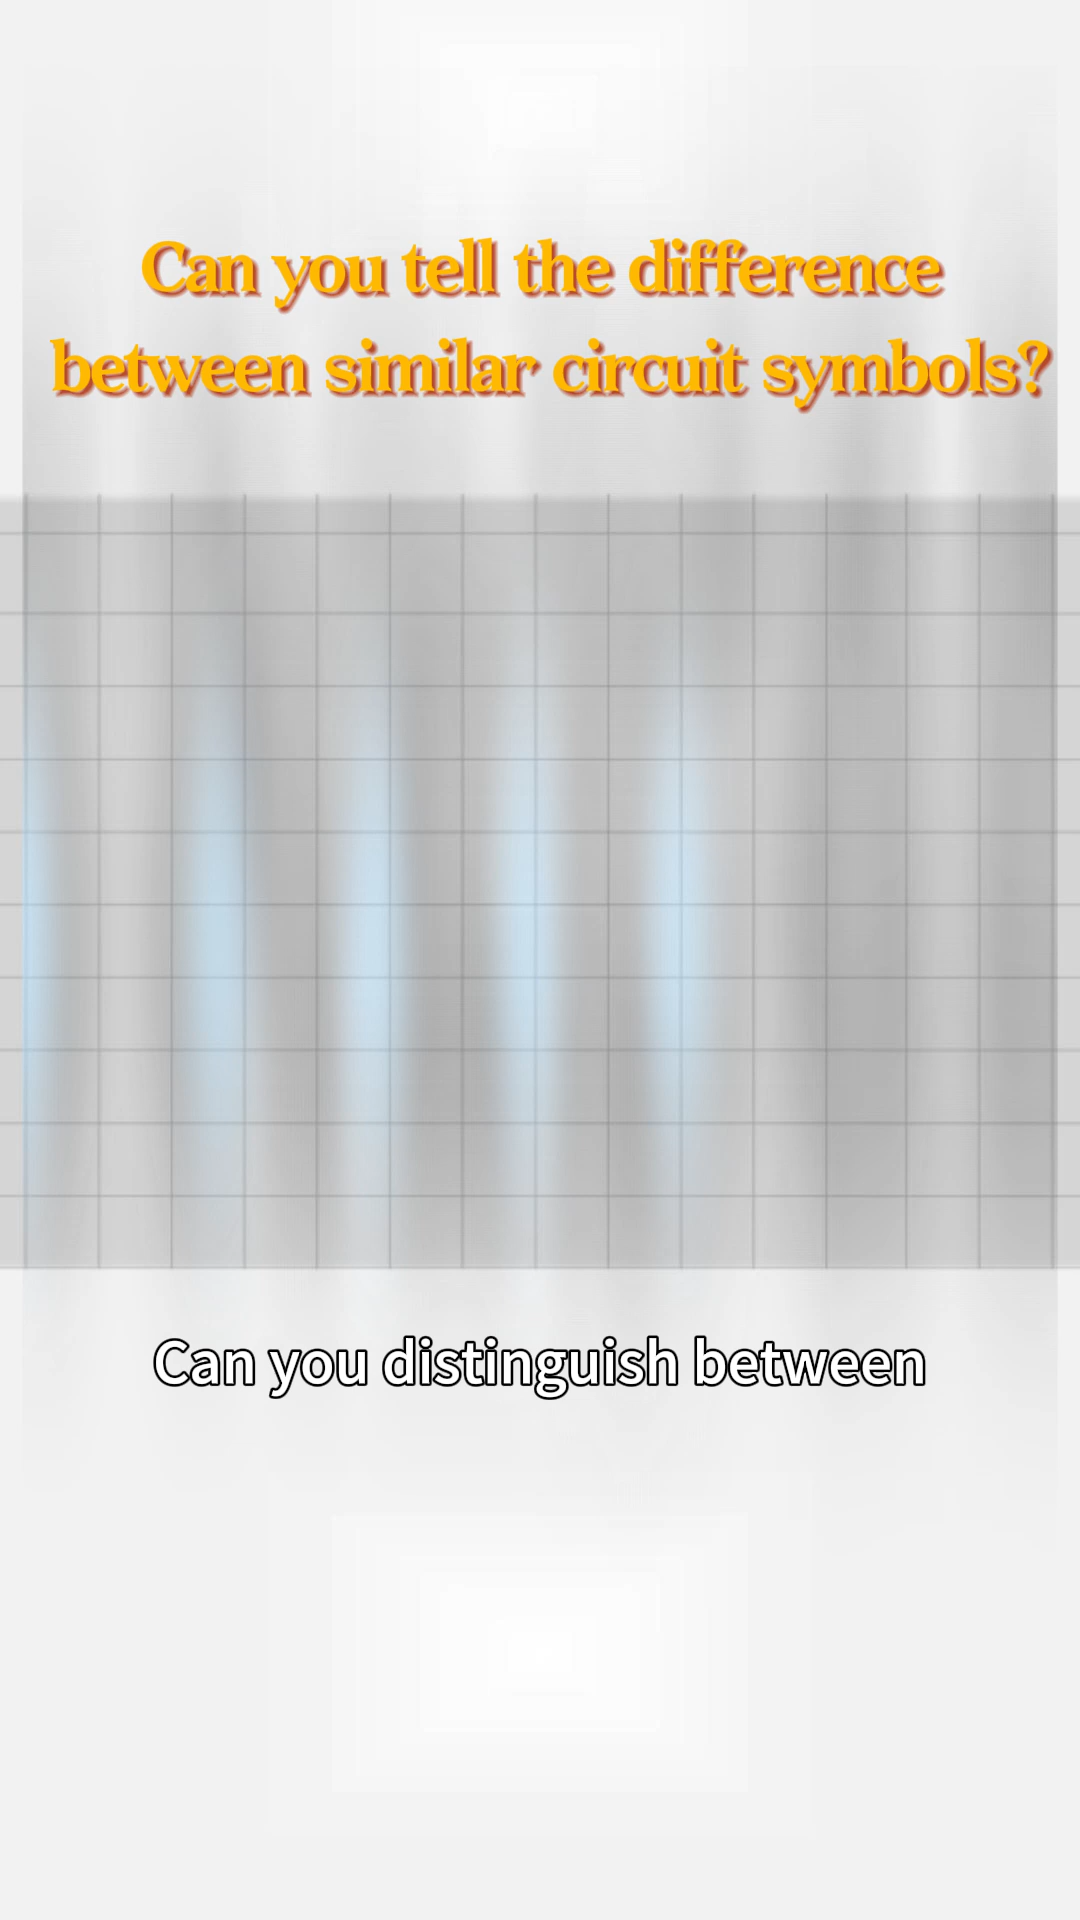 Can you tell the difference
between similar circuit symbols?
Can you distinguish between